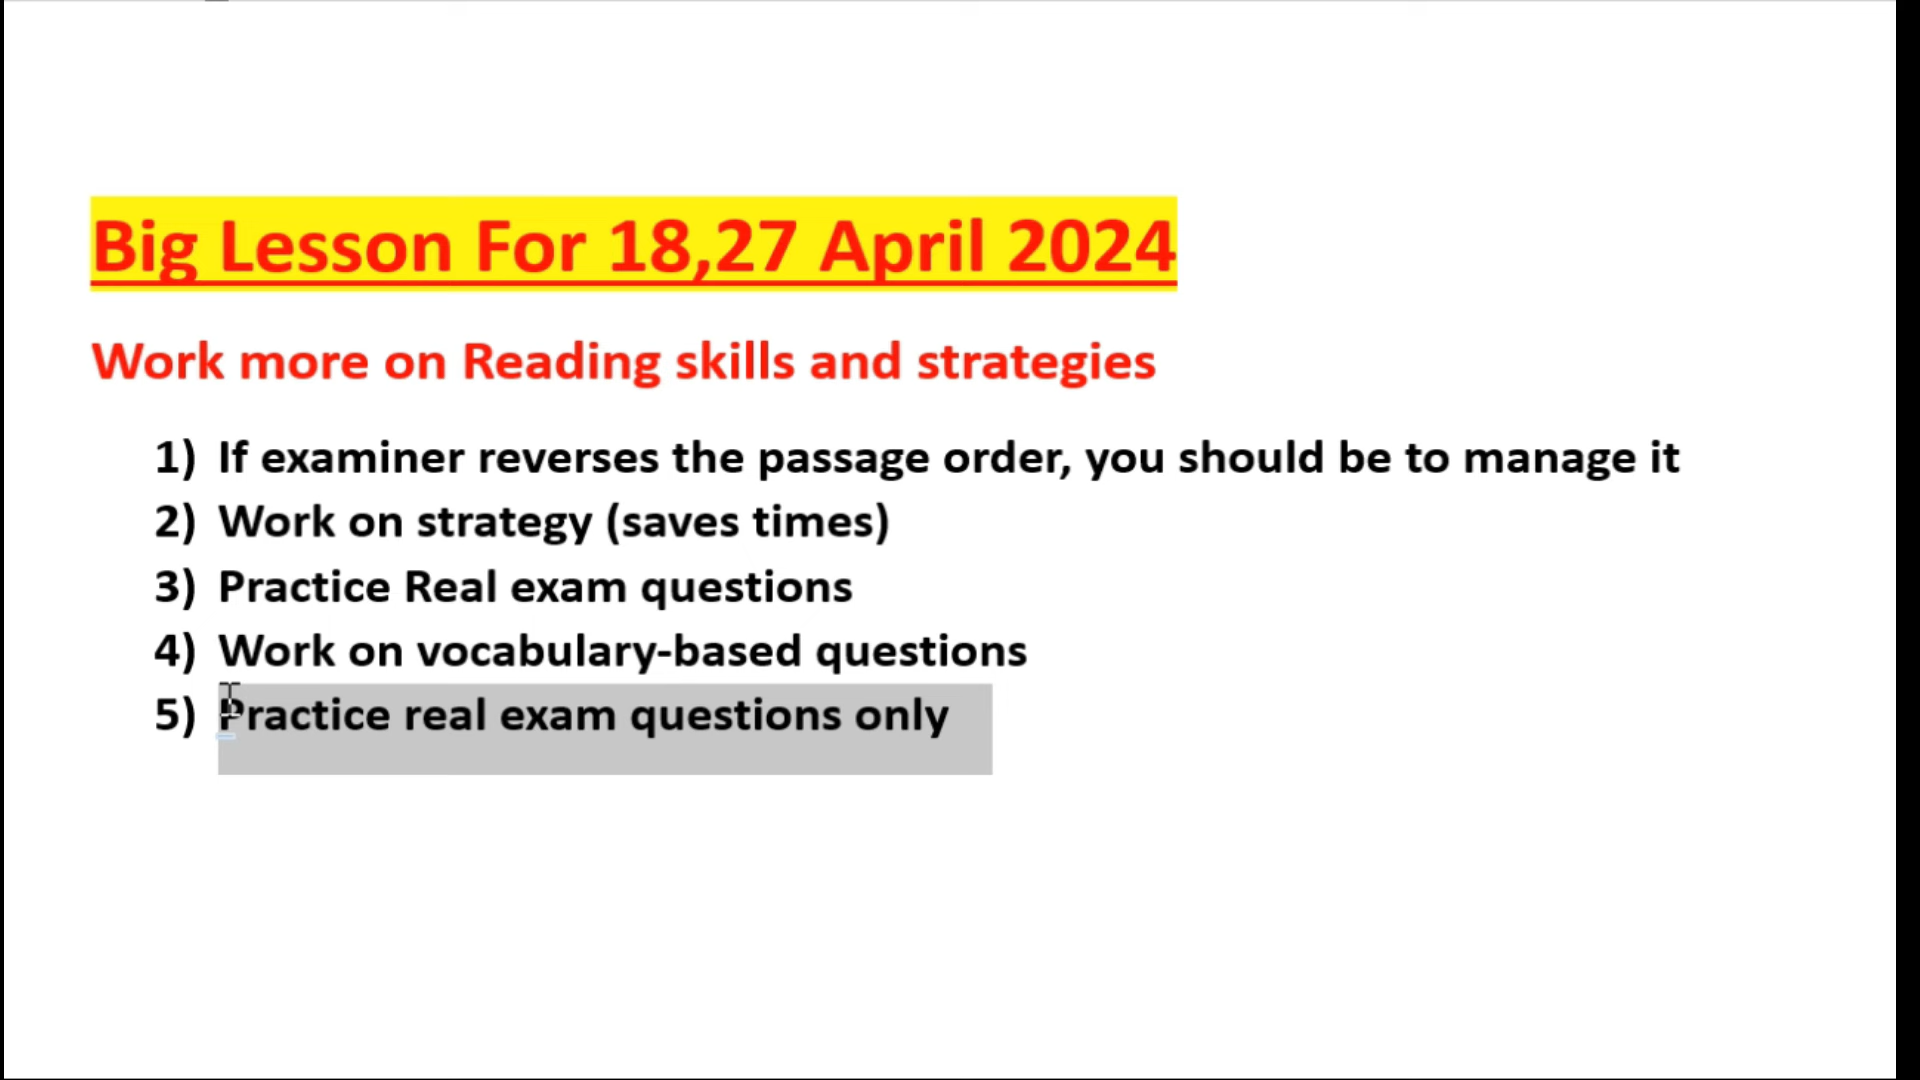 Big Lesson For 18,27 April 2024
Work more on Reading skills and strategies
1) If examiner reverses the passage order, you should be to manage it
2) Work on strategy (saves times)
3) Practice Real exam questions
4) Work on vocabulary-based questions
5) Practice real exam questions only